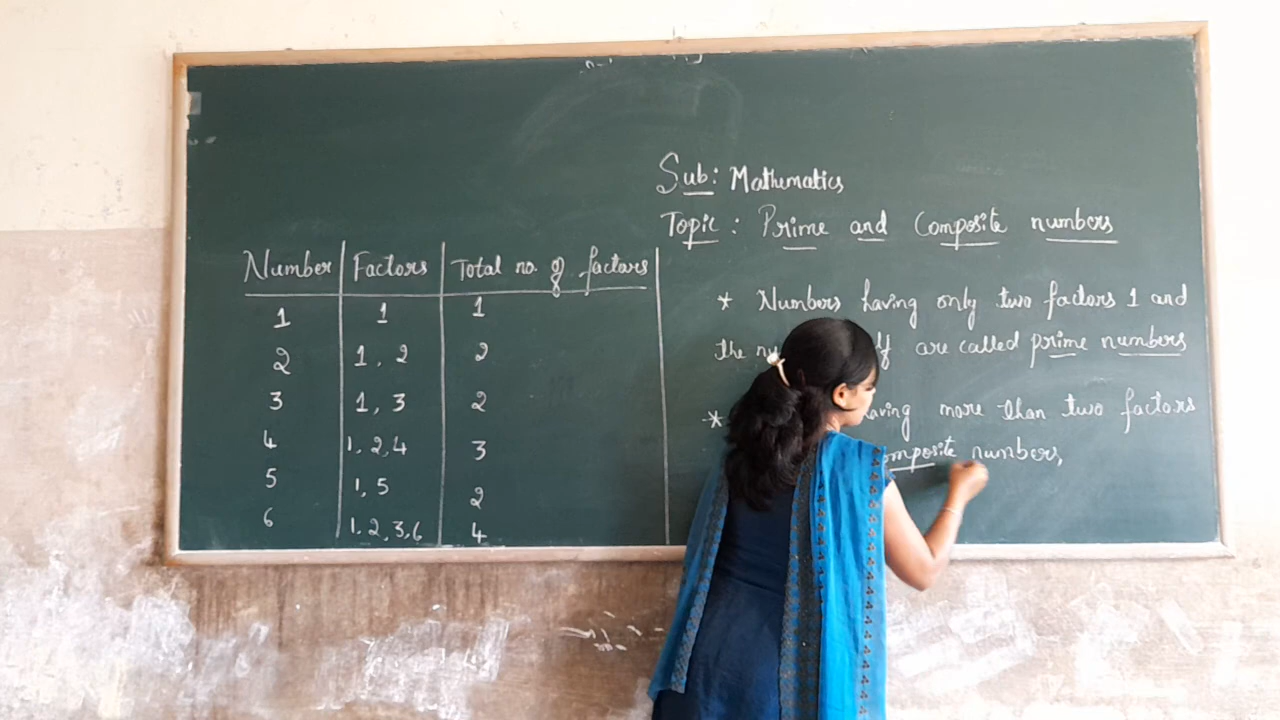 Sub: Mathematics
Topic: Prime and Composite numbers
Number Factors Total no. of factors
1 1 1
2 1, 2 2
3 1, 3 2
4 1, 2, 4 3
5 1, 5 2
6 1, 2, 3, 6 4
* Numbers having only two factors 1 and
the are called prime numbers
* having more than two factors
composite numbers,